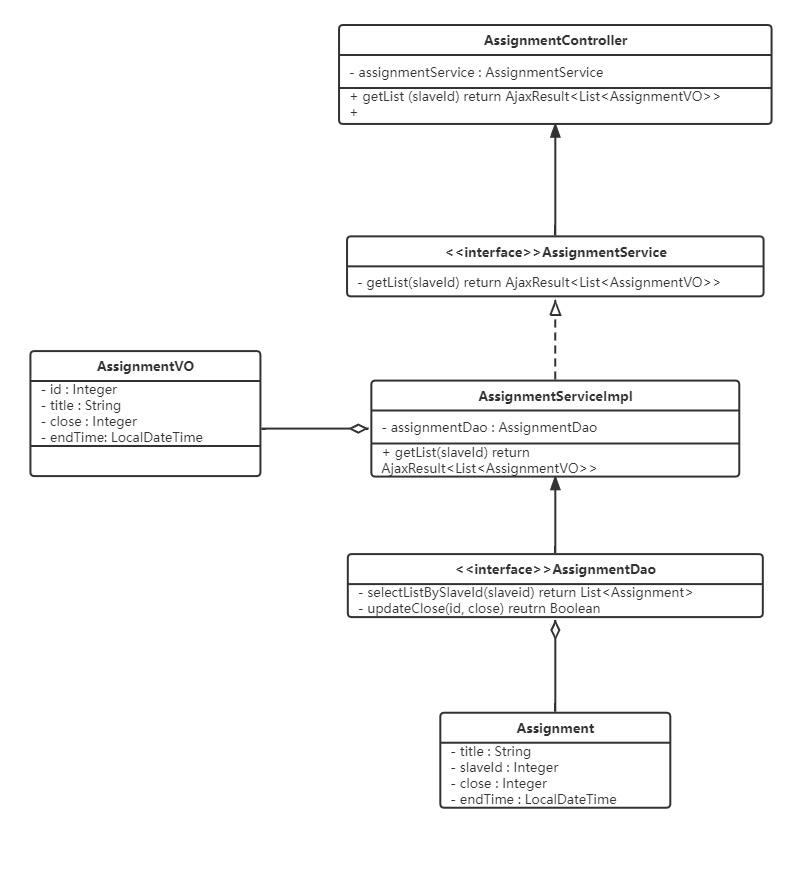 AssignmentController
- assignmentService : AssignmentService
+ getList (slaveId) return AjaxResult<List<AssignmentVO>>
+
<<interface>>AssignmentService
- getList(slaveId) return AjaxResult<List<AssignmentVO>>
AssignmentVO
- id : Integer
- title : String
- close : Integer
- endTime: LocalDateTime
AssignmentServiceImpl
- assignmentDao : AssignmentDao
+ getList(slaveId) return
AjaxResult<List<AssignmentVO>>
<<interface>>AssignmentDao
- selectListBySlaveId(slaveid) return List<Assignment>
- updateClose(id, close) reutrn Boolean
Assignment
- title : String
- slaveId : Integer
- close : Integer
- endTime : LocalDateTime